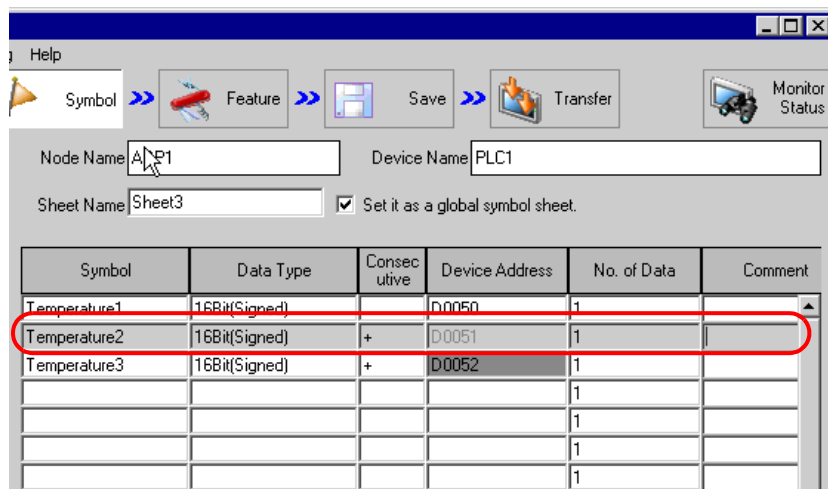 Help
Symbol Feature Save Transfer Monitor Status
Node Name Device Name PLC1
Sheet Name Sheet3 Set it as a global symbol sheet.
Symbol Data Type Consec utive Device Address No. of Data Comment
Temperature1 16Bit(Signed) D0050 1
Temperature2 16Bit(Signed) + D0051 1
Temperature3 16Bit(Signed) + D0052 1
1
1
1
1